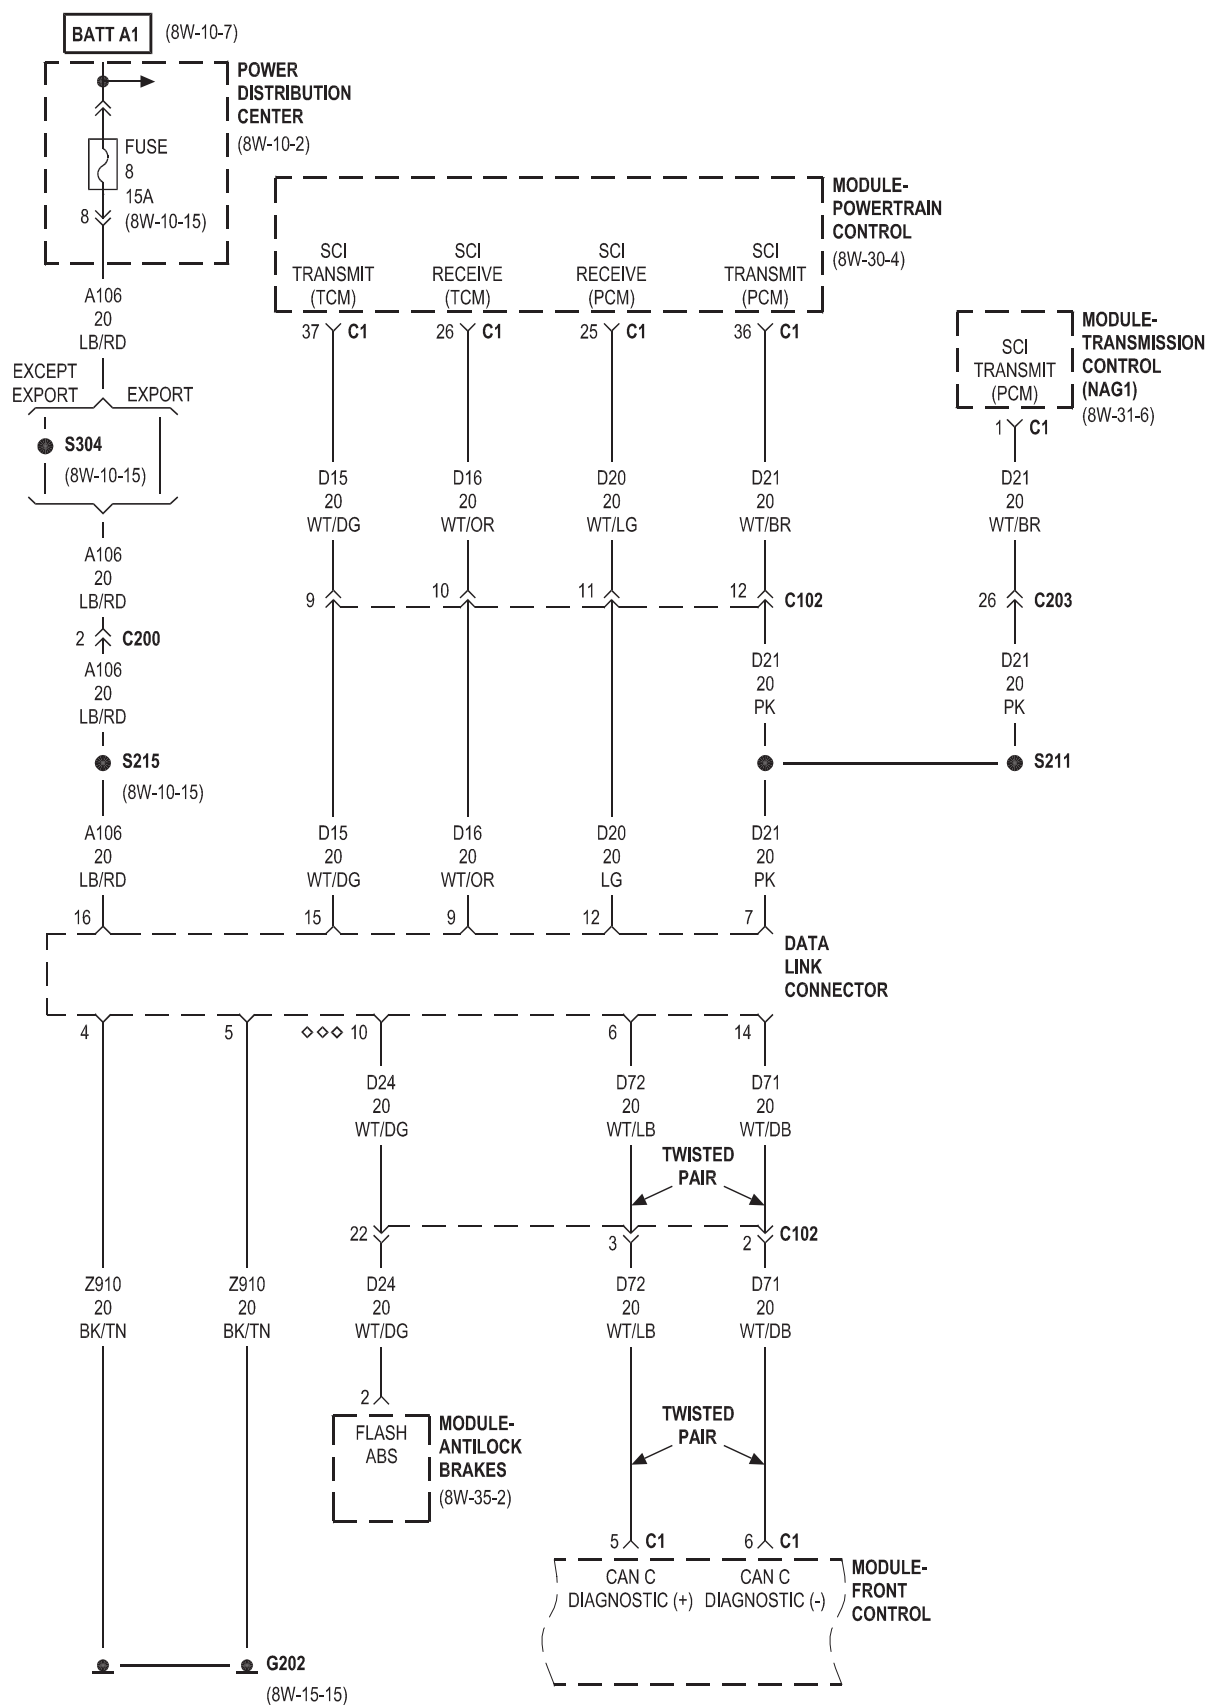 BATT A1 (8W-10-7)
POWER
DISTRIBUTION
CENTER
(8W-10-2)
FUSE
8
15A
(8W-10-15)
8
A106
20
LB/RD
EXCEPT
EXPORT
EXPORT
S304
(8W-10-15)
A106
20
LB/RD
2 C200
A106
20
LB/RD
S215
(8W-10-15)
A106
20
LB/RD
MODULE-
POWERTRAIN
CONTROL
(8W-30-4)
SCI
TRANSMIT
(TCM)
SCI
RECEIVE
(TCM)
SCI
RECEIVE
(PCM)
SCI
TRANSMIT
(PCM)
37 C1
26 C1
25 C1
36 C1
MODULE-
TRANSMISSION
CONTROL
(NAG1)
(8W-31-6)
SCI
TRANSMIT
(PCM)
1 C1
D15
20
WT/DG
D16
20
WT/OR
D20
20
WT/LG
D21
20
WT/BR
D21
20
WT/BR
9
10
11
12
C102
26 C203
D21
20
PK
D21
20
PK
S211
D15
20
WT/DG
D16
20
WT/OR
D20
20
LG
D21
20
PK
16
15
9
12
7
DATA
LINK
CONNECTOR
4
5
10
6
14
D24
20
WT/DG
D72
20
WT/LB
D71
20
WT/DB
TWISTED
PAIR
22
3
2
C102
Z910
20
BK/TN
Z910
20
BK/TN
D24
20
WT/DG
D72
20
WT/LB
D71
20
WT/DB
2
FLASH
ABS
MODULE-
ANTILOCK
BRAKES
(8W-35-2)
TWISTED
PAIR
5 C1
6 C1
CAN C
DIAGNOSTIC (+)
CAN C
DIAGNOSTIC (-)
MODULE-
FRONT
CONTROL
G202
(8W-15-15)